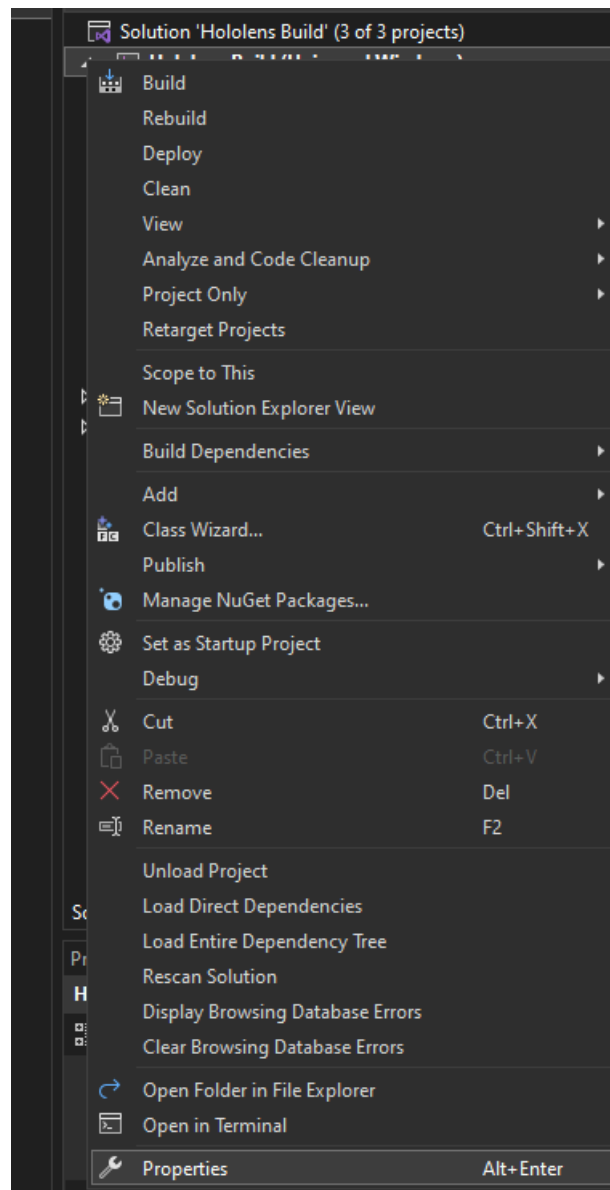 Solution 'Hololens Build' (3 of 3 projects)
Build
Rebuild
Deploy
Clean
View
Analyze and Code Cleanup
Project Only
Retarget Projects
Scope to This
New Solution Explorer View
Build Dependencies
Add
Class Wizard... Ctrl+Shift+X
Publish
Manage NuGet Packages...
Set as Startup Project
Debug
Cut Ctrl+X
Paste Ctrl+V
Remove Del
Rename F2
Unload Project
Load Direct Dependencies
Load Entire Dependency Tree
Rescan Solution
Display Browsing Database Errors
Clear Browsing Database Errors
Open Folder in File Explorer
Open in Terminal
Properties Alt+Enter